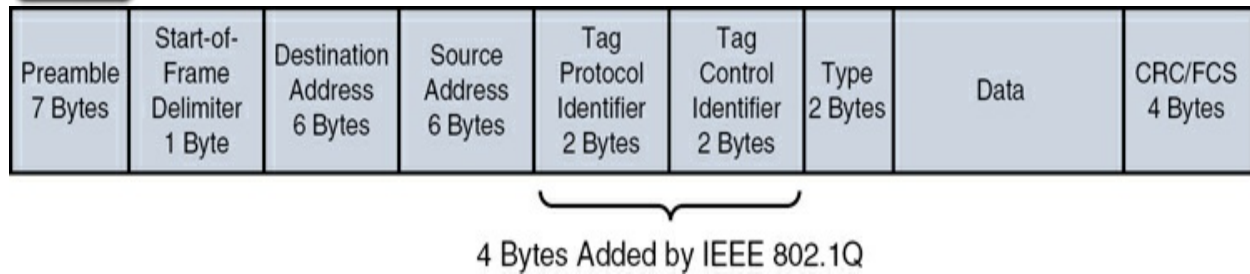 Preamble
7 Bytes
Start-of-
Frame
Delimiter
1 Byte
Destination
Address
6 Bytes
Source
Address
6 Bytes
Tag
Protocol
Identifier
2 Bytes
Tag
Control
Identifier
2 Bytes
Type
2 Bytes
Data
CRC/FCS
4 Bytes
4 Bytes Added by IEEE 802.1Q